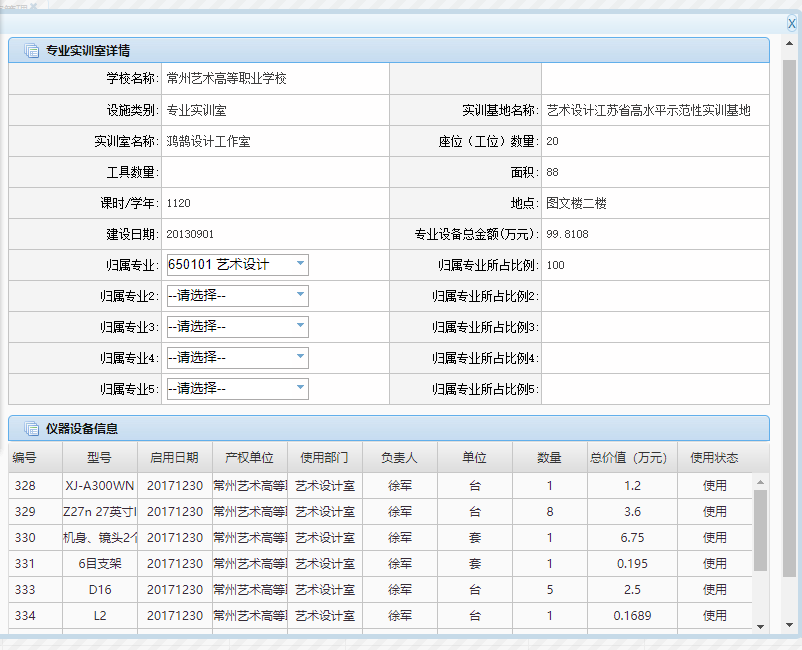 X
专业实训室详情
学校名称: 常州艺术高等职业学校
设施类别: 专业实训室 实训基地名称: 艺术设计江苏省高水平示范性实训基地
实训室名称: 鸿鹄设计工作室 座位（工位）数量: 20
工具数量: 面积: 88
课时/学年: 1120 地点: 图文楼二楼
建设日期: 20130901 专业设备总金额(万元): 99.8108
归属专业: 650101 艺术设计 归属专业所占比例: 100
归属专业2: --请选择-- 归属专业所占比例2:
归属专业3: --请选择-- 归属专业所占比例3:
归属专业4: --请选择-- 归属专业所占比例4:
归属专业5: --请选择-- 归属专业所占比例5:
仪器设备信息
编号 型号 启用日期 产权单位 使用部门 负责人 单位 数量 总价值（万元） 使用状态
328 XJ-A300WN 20171230 常州艺术高等 艺术设计室 徐军 台 1 1.2 使用
329 Z27n 27英寸 20171230 常州艺术高等 艺术设计室 徐军 台 8 3.6 使用
330 机身、镜头2个 20171230 常州艺术高等 艺术设计室 徐军 套 1 6.75 使用
331 6目支架 20171230 常州艺术高等 艺术设计室 徐军 套 1 0.195 使用
333 D16 20171230 常州艺术高等 艺术设计室 徐军 台 5 2.5 使用
334 L2 20171230 常州艺术高等 艺术设计室 徐军 台 1 0.1689 使用